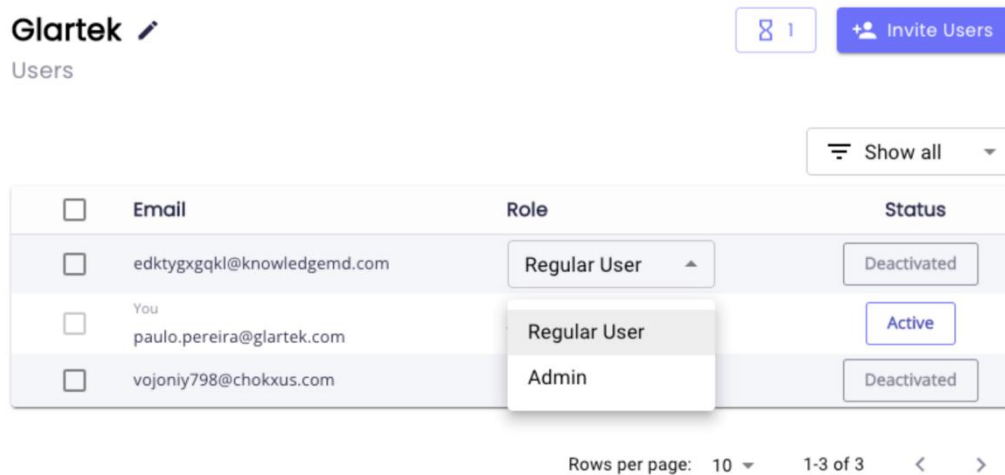 Glartek
1 Invite Users
Users
Show all
Email Role Status
edktygxgqkl@knowledgemd.com Regular User Deactivated
You
paulo.pereira@glartek.com Active
Regular User
Admin
vojoniy798@chokxus.com Deactivated
Rows per page: 10 1-3 of 3